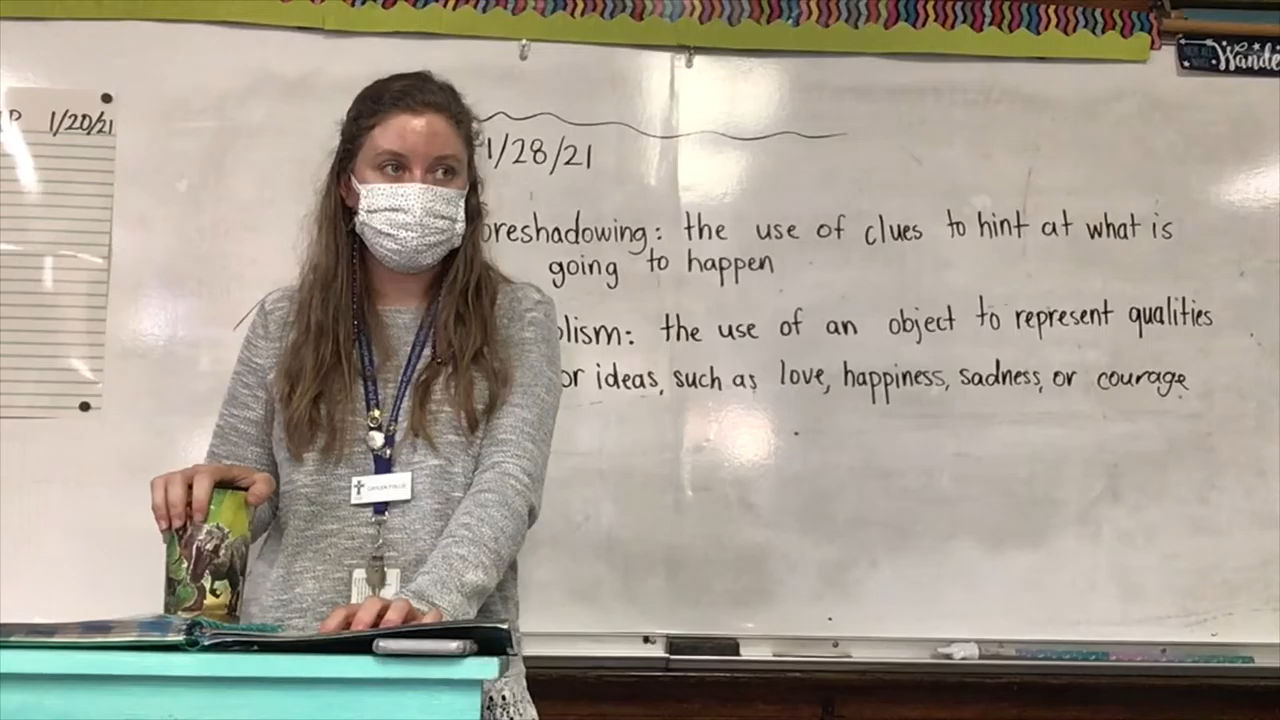 1/20/21
1/28/21
oreshadowing: the use of clues to hint at what is
going to happen
olism: the use of an object to represent qualities
or ideas, such as love, happiness, sadness, or courage
Wande